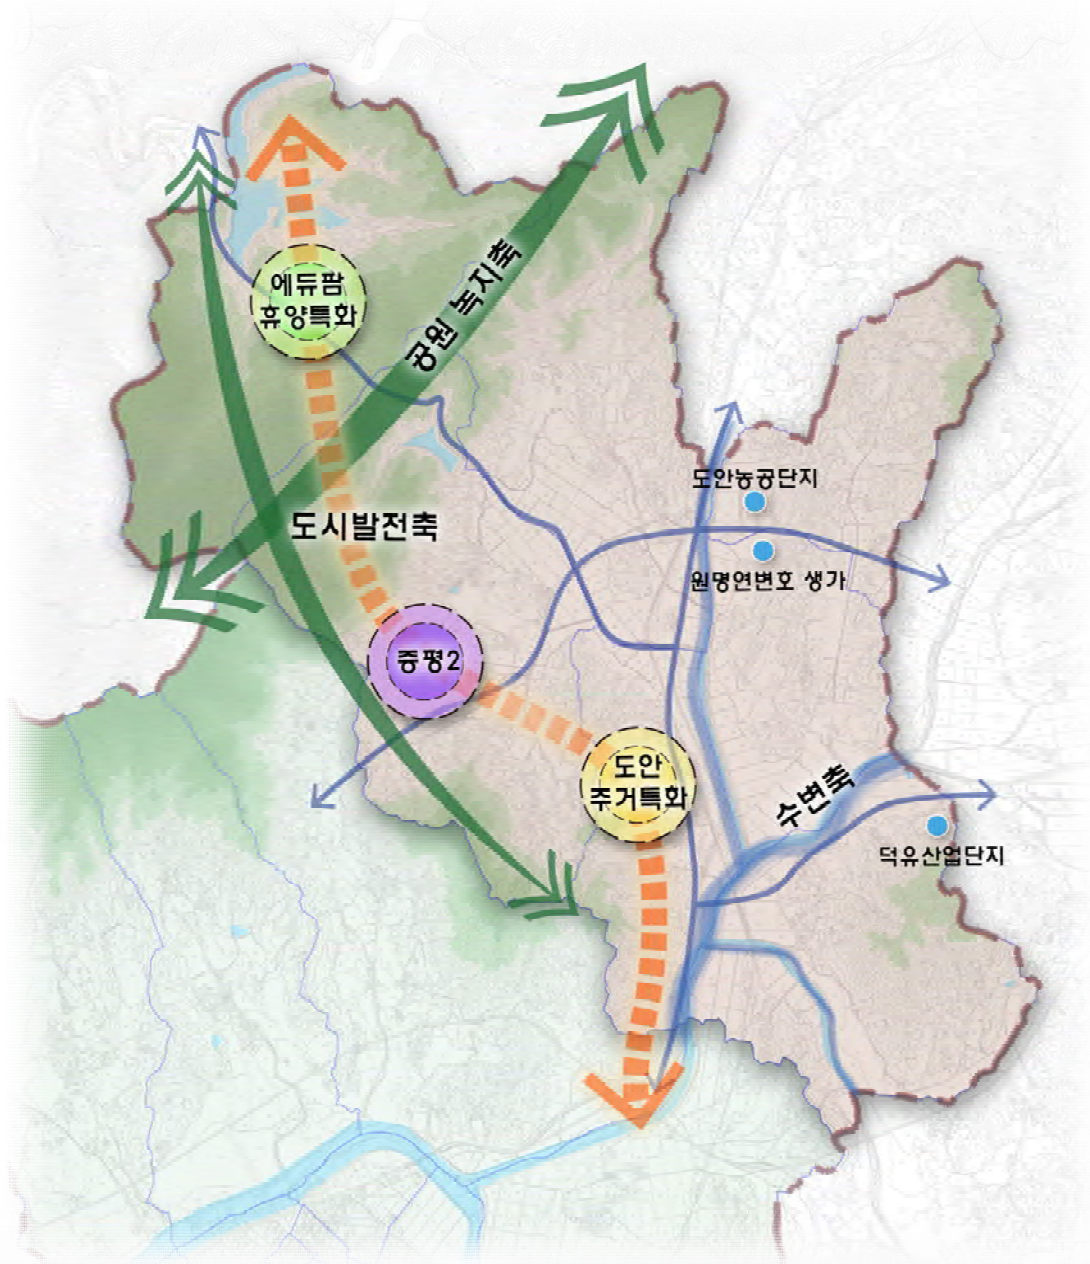 에듀팜
휴양특화
공원 녹지축
도안농공단지
도시발전축
원명연변호 생가
증평2
도안
주거특화
수변축
덕유산업단지